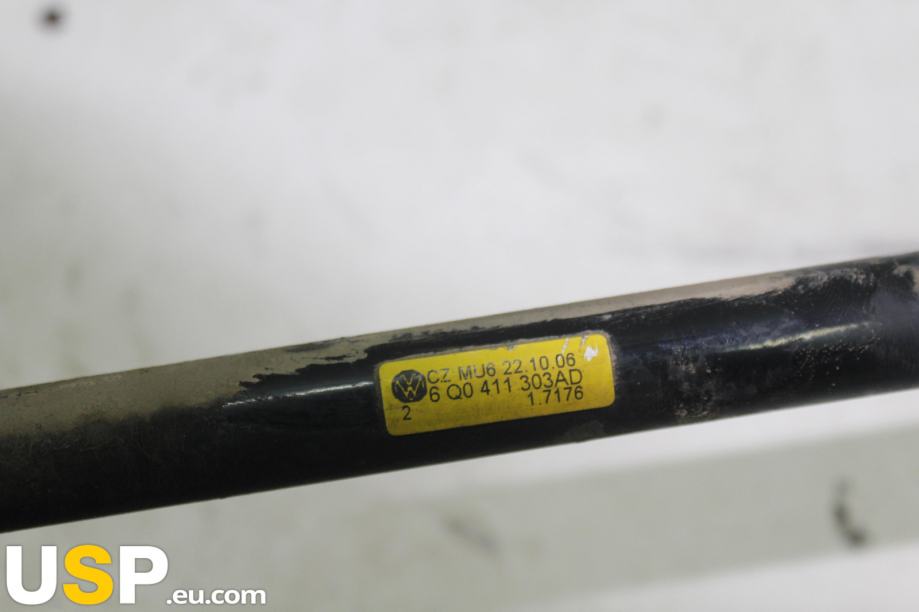 CZ MU6 22.10.06
6 Q0 411 303AD
2 1.7176
USP.eu.com